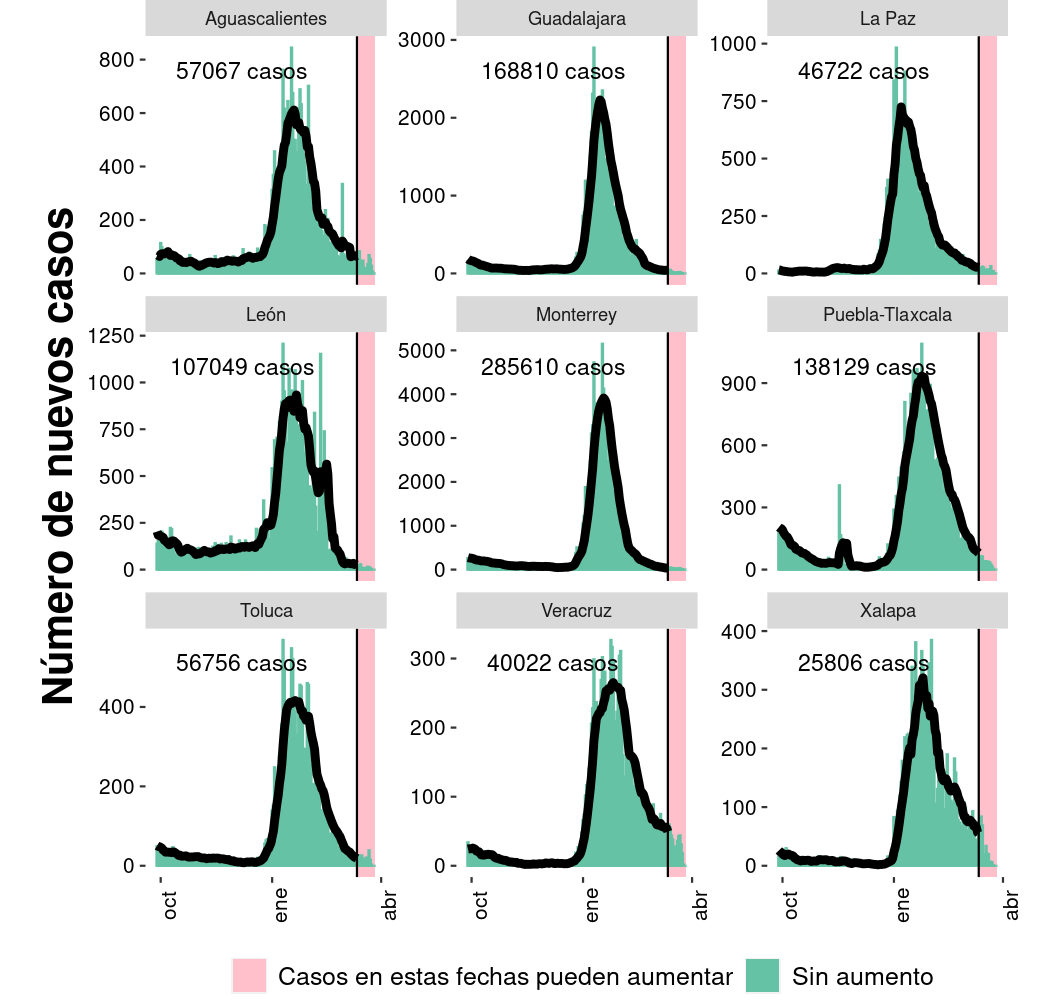 Número de nuevos casos
Aguascalientes
57067 casos
800
600
400
200
0
Guadalajara
168810 casos
3000
2000
1000
0
La Paz
46722 casos
1000
750
500
250
0
León
107049 casos
1250
1000
750
500
250
0
Monterrey
285610 casos
5000
4000
3000
2000
1000
0
Puebla-Tlaxcala
138129 casos
900
600
300
0
Toluca
56756 casos
400
200
0
Veracruz
40022 casos
300
200
100
0
Xalapa
25806 casos
400
300
200
100
0
oct
ene
abr
oct
ene
abr
oct
ene
abr
Casos en estas fechas pueden aumentar
Sin aumento